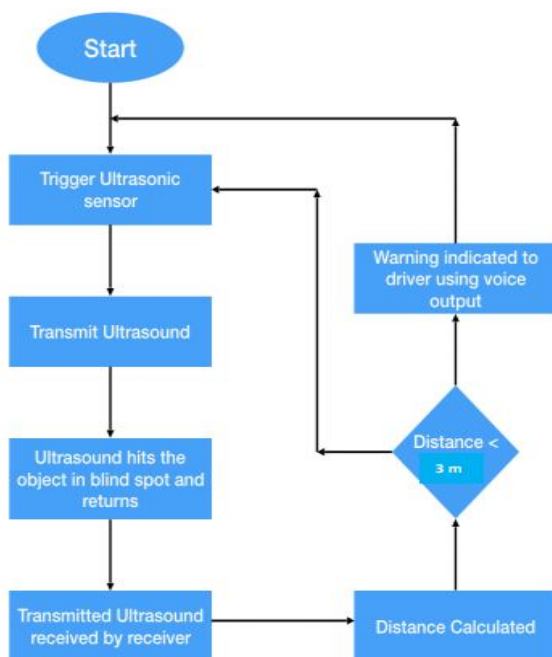 Start
Trigger Ultrasonic
sensor
Transmit Ultrasound
Ultrasound hits the
object in blind spot and
returns
Transmitted Ultrasound
received by receiver
Distance Calculated
Distance <
3 m
Warning indicated to
driver using voice
output